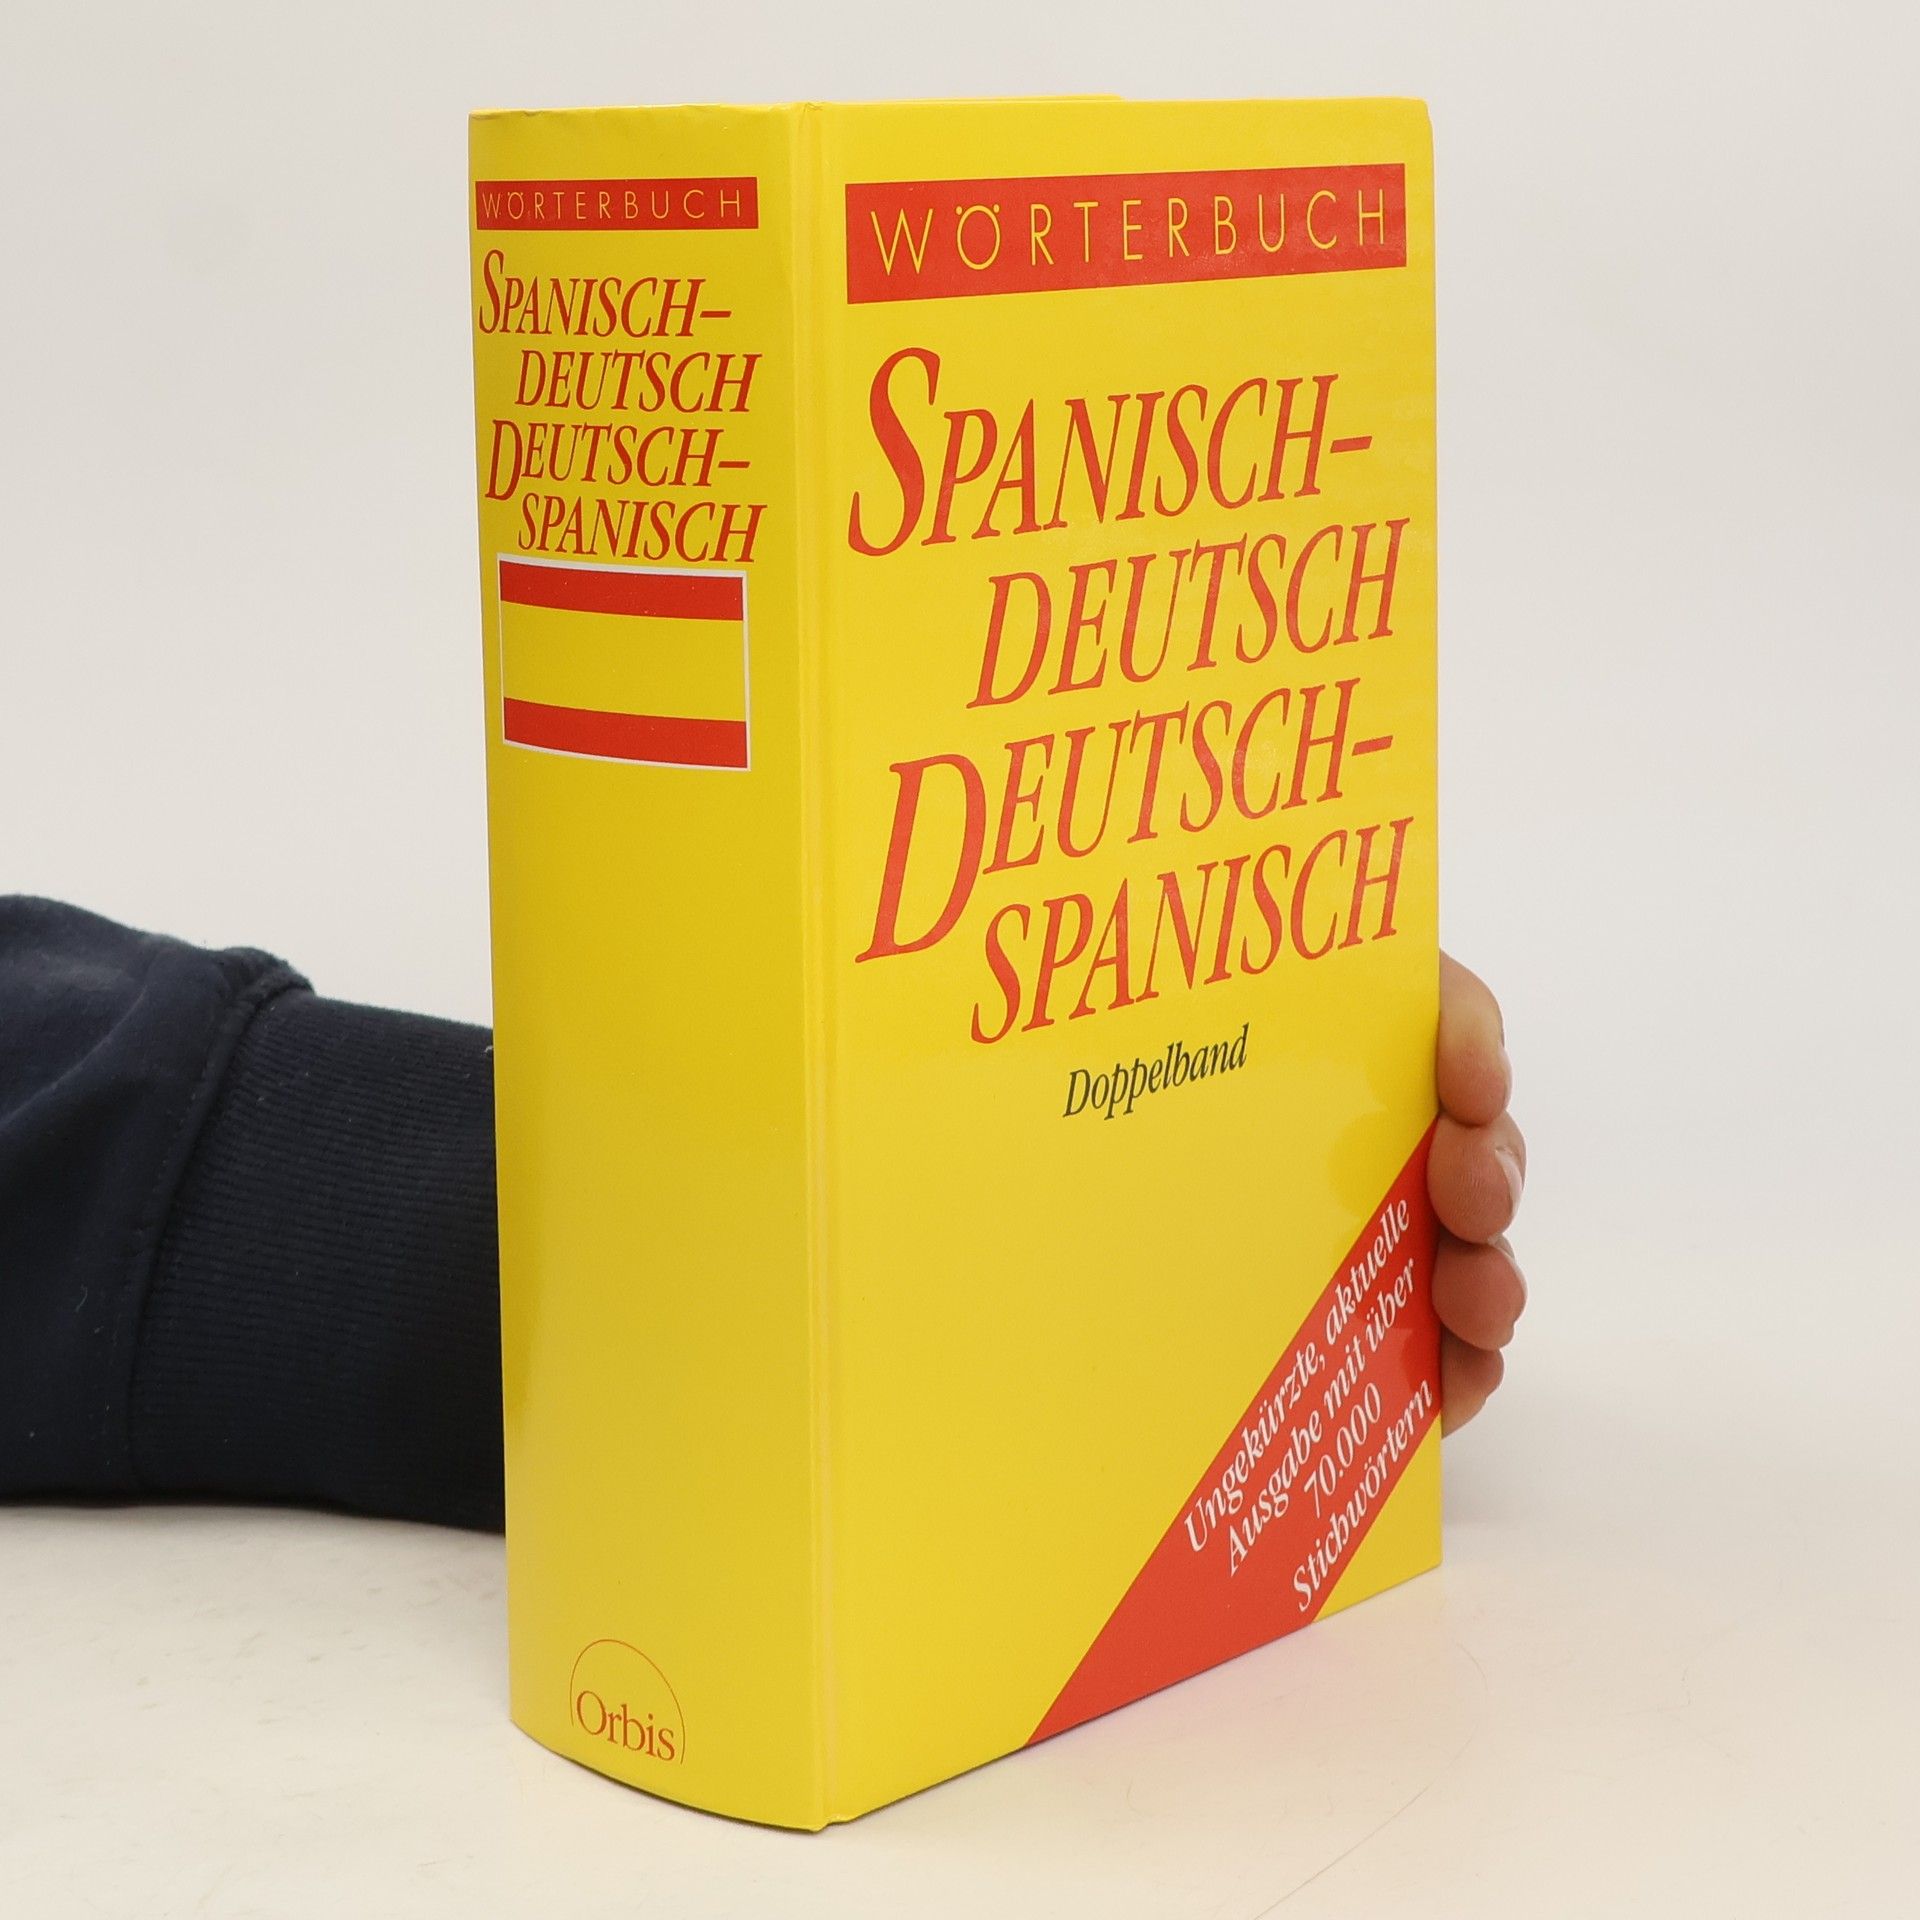 WÖRTERBUCH
SPANISCH-
DEUTSCH
DEUTSCH-
SPANISCH
Orbis
WÖRTERBUCH
SPANISCH-
DEUTSCH
DEUTSCH-
SPANISCH
Doppelband
Ungekürzte, aktuelle
Ausgabe mit über
70.000
Stichwörtern